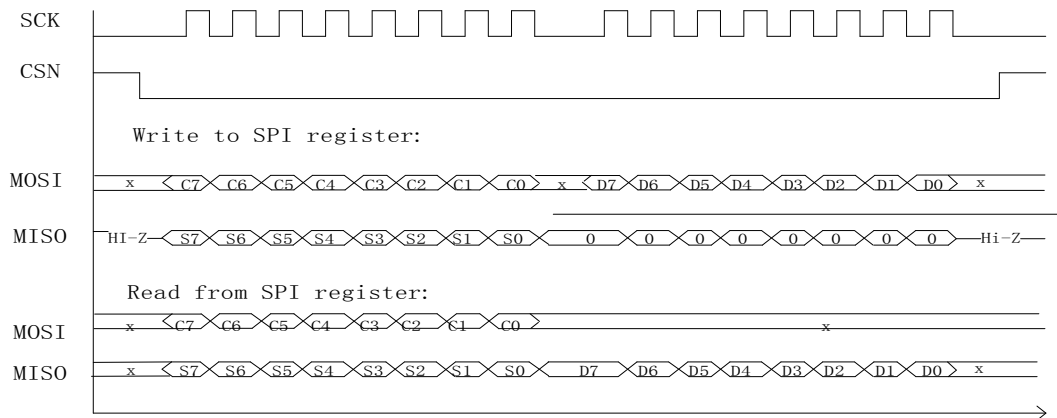 SCK
CSN
Write to SPI register:
MOSI x C7 C6 C5 C4 C3 C2 C1 C0 x D7 D6 D5 D4 D3 D2 D1 D0 x
MISO HI-Z S7 S6 S5 S4 S3 S2 S1 S0 0 0 0 0 0 0 0 0 Hi-Z
Read from SPI register:
MOSI x C7 C6 C5 C4 C3 C2 C1 C0 x
MISO x S7 S6 S5 S4 S3 S2 S1 S0 D7 D6 D5 D4 D3 D2 D1 D0 x